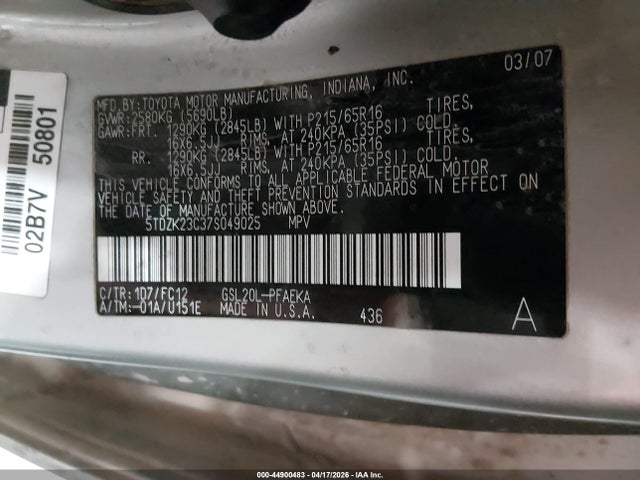 03/07
MFD.BY:TOYOTA MOTOR MANUFACTURING, INDIANA, INC.
GVWR:2580KG (5690LB)
GAWR:FRT. 1290KG (2845LB) WITH P215/65R16 TIRES,
16X6.5JJ RIMS, AT 240KPA (35PSI) COLD.
RR. 1290KG (2845LB) WITH P215/65R16 TIRES,
16X6.5JJ RIMS, AT 240KPA (35PSI) COLD.
THIS VEHICLE CONFORMS TO ALL APPLICABLE FEDERAL MOTOR
VEHICLE SAFETY AND THEFT PREVENTION STANDARDS IN EFFECT ON
THE DATE OF MANUFACTURE SHOWN ABOVE.
5TDZK23C37S049025 MPV
C/TR: 1D7/FC12 GSL20L-PFAEKA
A/TM:-01A/U151E MADE IN U.S.A. 436
A
02B7V 50801
000-44900483 - 04/17/2026 - IAA Inc.